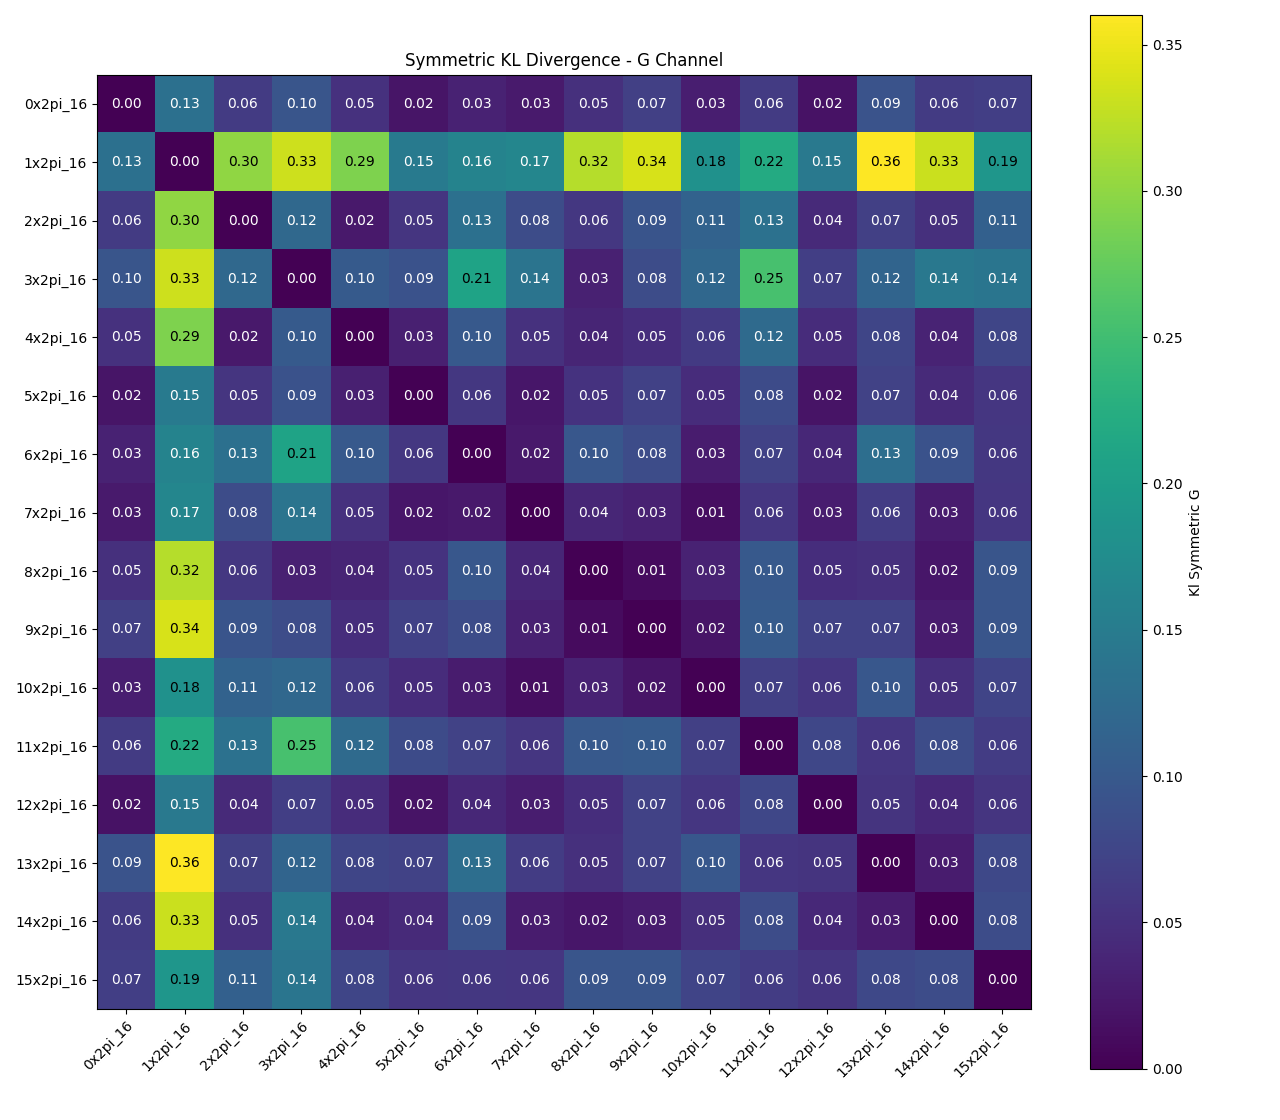 Symmetric KL Divergence - G Channel
0x2pi_16 0.00 0.13 0.06 0.10 0.05 0.02 0.03 0.03 0.05 0.07 0.03 0.06 0.02 0.09 0.06 0.07
1x2pi_16 0.13 0.00 0.30 0.33 0.29 0.15 0.16 0.17 0.32 0.34 0.18 0.22 0.15 0.36 0.33 0.19
2x2pi_16 0.06 0.30 0.00 0.12 0.02 0.05 0.13 0.08 0.06 0.09 0.11 0.13 0.04 0.07 0.05 0.11
3x2pi_16 0.10 0.33 0.12 0.00 0.10 0.09 0.21 0.14 0.03 0.08 0.12 0.25 0.07 0.12 0.14 0.14
4x2pi_16 0.05 0.29 0.02 0.10 0.00 0.03 0.10 0.05 0.04 0.05 0.06 0.12 0.05 0.08 0.04 0.08
5x2pi_16 0.02 0.15 0.05 0.09 0.03 0.00 0.06 0.02 0.05 0.07 0.05 0.08 0.02 0.07 0.04 0.06
6x2pi_16 0.03 0.16 0.13 0.21 0.10 0.06 0.00 0.02 0.10 0.08 0.03 0.07 0.04 0.13 0.09 0.06
7x2pi_16 0.03 0.17 0.08 0.14 0.05 0.02 0.02 0.00 0.04 0.03 0.01 0.06 0.03 0.06 0.03 0.06
8x2pi_16 0.05 0.32 0.06 0.03 0.04 0.05 0.10 0.04 0.00 0.01 0.03 0.10 0.05 0.05 0.02 0.09
9x2pi_16 0.07 0.34 0.09 0.08 0.05 0.07 0.08 0.03 0.01 0.00 0.02 0.10 0.07 0.07 0.03 0.09
10x2pi_16 0.03 0.18 0.11 0.12 0.06 0.05 0.03 0.01 0.03 0.02 0.00 0.07 0.06 0.10 0.05 0.07
11x2pi_16 0.06 0.22 0.13 0.25 0.12 0.08 0.07 0.06 0.10 0.10 0.07 0.00 0.08 0.06 0.08 0.06
12x2pi_16 0.02 0.15 0.04 0.07 0.05 0.02 0.04 0.03 0.05 0.07 0.06 0.08 0.00 0.05 0.04 0.06
13x2pi_16 0.09 0.36 0.07 0.12 0.08 0.07 0.13 0.06 0.05 0.07 0.10 0.06 0.05 0.00 0.03 0.08
14x2pi_16 0.06 0.33 0.05 0.14 0.04 0.04 0.09 0.03 0.02 0.03 0.05 0.08 0.04 0.03 0.00 0.08
15x2pi_16 0.07 0.19 0.11 0.14 0.08 0.06 0.06 0.06 0.09 0.09 0.07 0.06 0.06 0.08 0.08 0.00
0x2pi_16 1x2pi_16 2x2pi_16 3x2pi_16 4x2pi_16 5x2pi_16 6x2pi_16 7x2pi_16 8x2pi_16 9x2pi_16 10x2pi_16 11x2pi_16 12x2pi_16 13x2pi_16 14x2pi_16 15x2pi_16
0.35
0.30
0.25
0.20
0.15
0.10
0.05
0.00
Kl Symmetric G